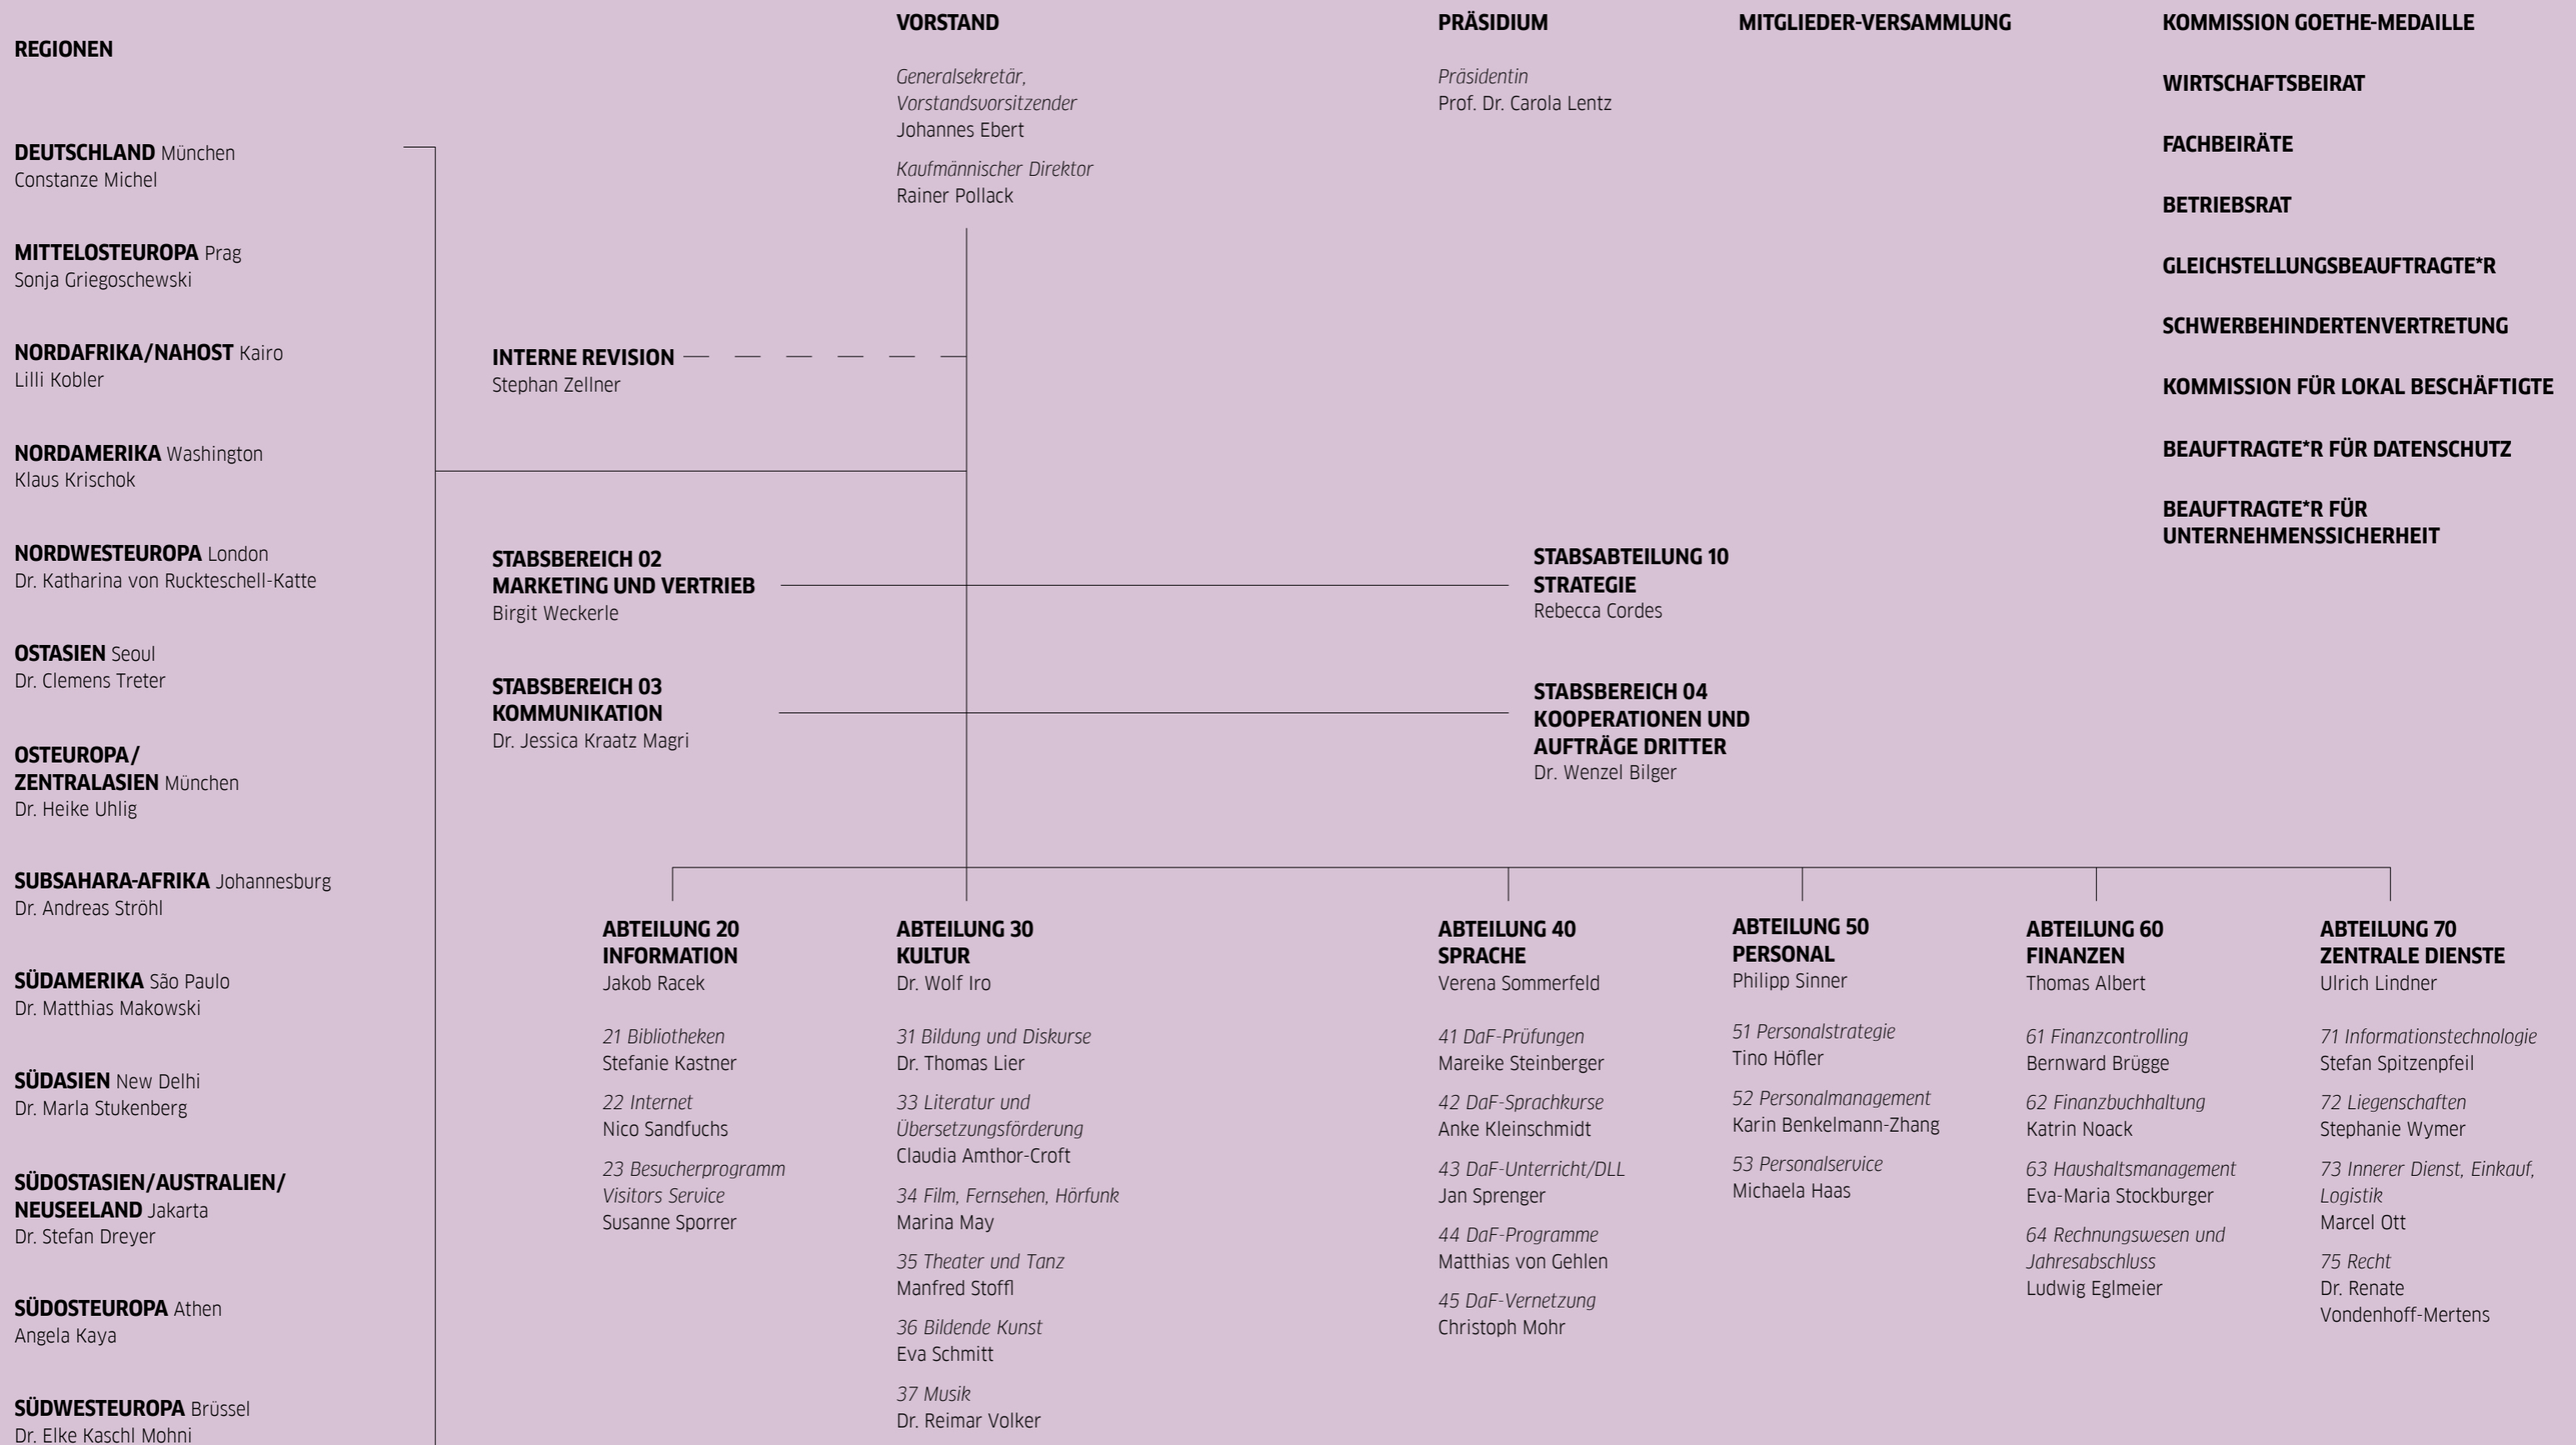 REGIONEN
DEUTSCHLAND München
Constanze Michel
MITTELOSTEUROPA Prag
Sonja Griegoschewski
NORDAFRIKA/NAHOST Kairo
Lilli Kobler
NORDAMERIKA Washington
Klaus Krischok
NORDWESTEUROPA London
Dr. Katharina von Ruckteschell-Katte
OSTASIEN Seoul
Dr. Clemens Treter
OSTEUROPA/
ZENTRALASIEN München
Dr. Heike Uhlig
SUBSAHARA-AFRIKA Johannesburg
Dr. Andreas Ströhl
SÜDAMERIKA São Paulo
Dr. Matthias Makowski
SÜDASIEN New Delhi
Dr. Marla Stukenberg
SÜDOSTASIEN/AUSTRALIEN/
NEUSEELAND Jakarta
Dr. Stefan Dreyer
SÜDOSTEUROPA Athen
Angela Kaya
SÜDWESTEUROPA Brüssel
Dr. Elke Kaschl Mohni
VORSTAND
Generalsekretär,
Vorstandsvorsitzender
Johannes Ebert
Kaufmännischer Direktor
Rainer Pollack
PRÄSIDIUM
Präsidentin
Prof. Dr. Carola Lentz
MITGLIEDER-VERSAMMLUNG
KOMMISSION GOETHE-MEDAILLE
WIRTSCHAFTSBEIRAT
FACHBEIRÄTE
BETRIEBSRAT
GLEICHSTELLUNGSBEAUFTRAGTE*R
SCHWERBEHINDERTENVERTRETUNG
KOMMISSION FÜR LOKAL BESCHÄFTIGTE
BEAUFTRAGTE*R FÜR DATENSCHUTZ
BEAUFTRAGTE*R FÜR
UNTERNEHMENSSICHERHEIT
INTERNE REVISION
Stephan Zellner
STABSBEREICH 02
MARKETING UND VERTRIEB
Birgit Weckerle
STABSABTEILUNG 10
STRATEGIE
Rebecca Cordes
STABSBEREICH 03
KOMMUNIKATION
Dr. Jessica Kraatz Magri
STABSBEREICH 04
KOOPERATIONEN UND
AUFTRÄGE DRITTER
Dr. Wenzel Bilger
ABTEILUNG 20
INFORMATION
Jakob Racek
21 Bibliotheken
Stefanie Kastner
22 Internet
Nico Sandfuchs
23 Besucherprogramm
Visitors Service
Susanne Sporrer
ABTEILUNG 30
KULTUR
Dr. Wolf Iro
31 Bildung und Diskurse
Dr. Thomas Lier
33 Literatur und
Übersetzungsförderung
Claudia Amthor-Croft
34 Film, Fernsehen, Hörfunk
Marina May
35 Theater und Tanz
Manfred Stoffl
36 Bildende Kunst
Eva Schmitt
37 Musik
Dr. Reimar Volker
ABTEILUNG 40
SPRACHE
Verena Sommerfeld
41 DaF-Prüfungen
Mareike Steinberger
42 DaF-Sprachkurse
Anke Kleinschmidt
43 DaF-Unterricht/DLL
Jan Sprenger
44 DaF-Programme
Matthias von Gehlen
45 DaF-Vernetzung
Christoph Mohr
ABTEILUNG 50
PERSONAL
Philipp Sinner
51 Personalstrategie
Tino Höfler
52 Personalmanagement
Karin Benkelmann-Zhang
53 Personalservice
Michaela Haas
ABTEILUNG 60
FINANZEN
Thomas Albert
61 Finanzcontrolling
Bernward Brügge
62 Finanzbuchhaltung
Katrin Noack
63 Haushaltsmanagement
Eva-Maria Stockburger
64 Rechnungswesen und
Jahresabschluss
Ludwig Eglmeier
ABTEILUNG 70
ZENTRALE DIENSTE
Ulrich Lindner
71 Informationstechnologie
Stefan Spitzenpfeil
72 Liegenschaften
Stephanie Wymer
73 Innerer Dienst, Einkauf,
Logistik
Marcel Ott
75 Recht
Dr. Renate
Vondenhoff-Mertens